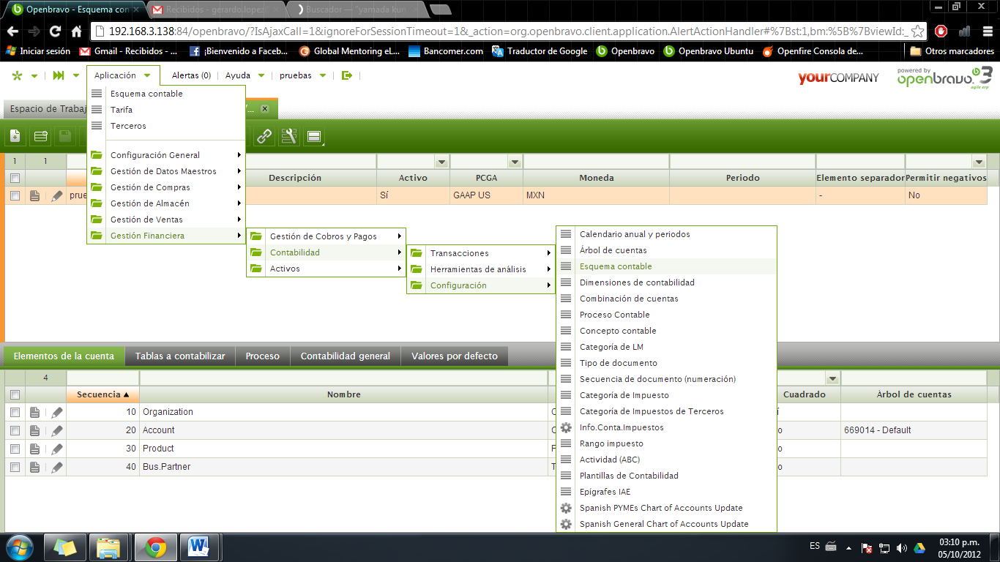 Openbravo - Esquema con
Recibidos - gerardo.lopez
Buscador — "yamada kun
192.168.3.138:84/openbravo/?IsAjaxCall=1&ignoreForSessionTimeout=1&_action=org.openbravo.client.application.AlertActionHandler#%7Bst:1,bm:%5B%7BviewId:_
Iniciar sesión
Gmail - Recibidos - ...
¡Bienvenido a Faceb...
Global Mentoring eL...
Bancomer.com
Traductor de Google
Openbravo
Openbravo Ubuntu
Openfire Consola de...
Otros marcadores
Aplicación
Alertas (0)
Ayuda
pruebas
yourCOMPANY
powered by
openbravo 3
agile erp
Espacio de Trabaj
/...
Esquema contable
Tarifa
Terceros
Configuración General
Gestión de Datos Maestros
Gestión de Compras
Gestión de Almacén
Gestión de Ventas
Gestión Financiera
1 1
Descripción Activo PCGA Moneda Periodo Elemento separador Permitir negativos
prue Sí GAAP US MXN - No
Gestión de Cobros y Pagos
Contabilidad
Activos
Transacciones
Herramientas de análisis
Configuración
Calendario anual y periodos
Árbol de cuentas
Esquema contable
Dimensiones de contabilidad
Combinación de cuentas
Proceso Contable
Concepto contable
Categoría de LM
Tipo de documento
Secuencia de documento (numeración)
Categoría de Impuesto
Categoría de Impuestos de Terceros
Info.Conta.Impuestos
Rango impuesto
Actividad (ABC)
Plantillas de Contabilidad
Epígrafes IAE
Spanish PYMEs Chart of Accounts Update
Spanish General Chart of Accounts Update
Elementos de la cuenta
Tablas a contabilizar
Proceso
Contabilidad general
Valores por defecto
4
Secuencia Nombre Cuadrado Árbol de cuentas
10 Organization
20 Account 669014 - Default
30 Product
40 Bus.Partner
ES
03:10 p.m.
05/10/2012